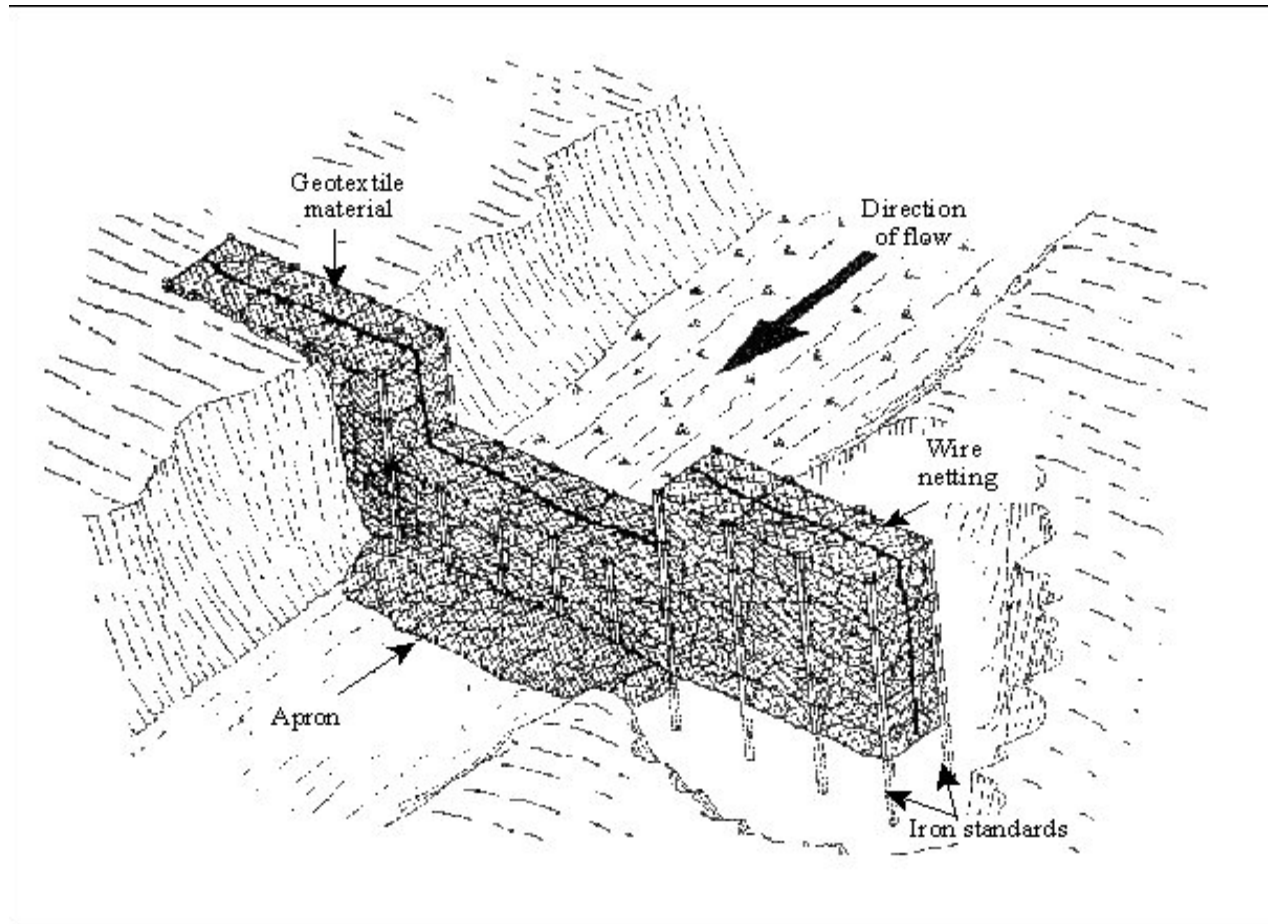 Geotextile
material
Direction
of flow
Wire
netting
Apron
Iron standards